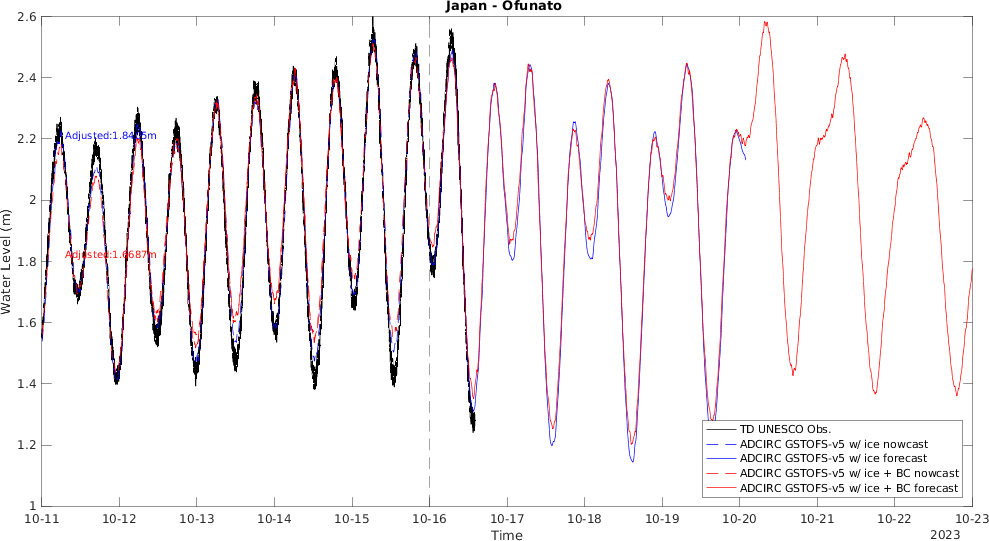 Japan - Ofunato
2.6
2.4
2.2
2
1.8
1.6
1.4
1.2
1
Water Level (m)
Adjusted:1.6687m
10-11
10-12
10-13
10-14
10-15
10-16
10-17
10-18
10-19
10-20
10-21
10-22
10-23
Time
2023
TD UNESCO Obs.
ADCIRC GSTOFS-v5 w/ ice nowcast
ADCIRC GSTOFS-v5 w/ ice forecast
ADCIRC GSTOFS-v5 w/ ice + BC nowcast
ADCIRC GSTOFS-v5 w/ ice + BC forecast